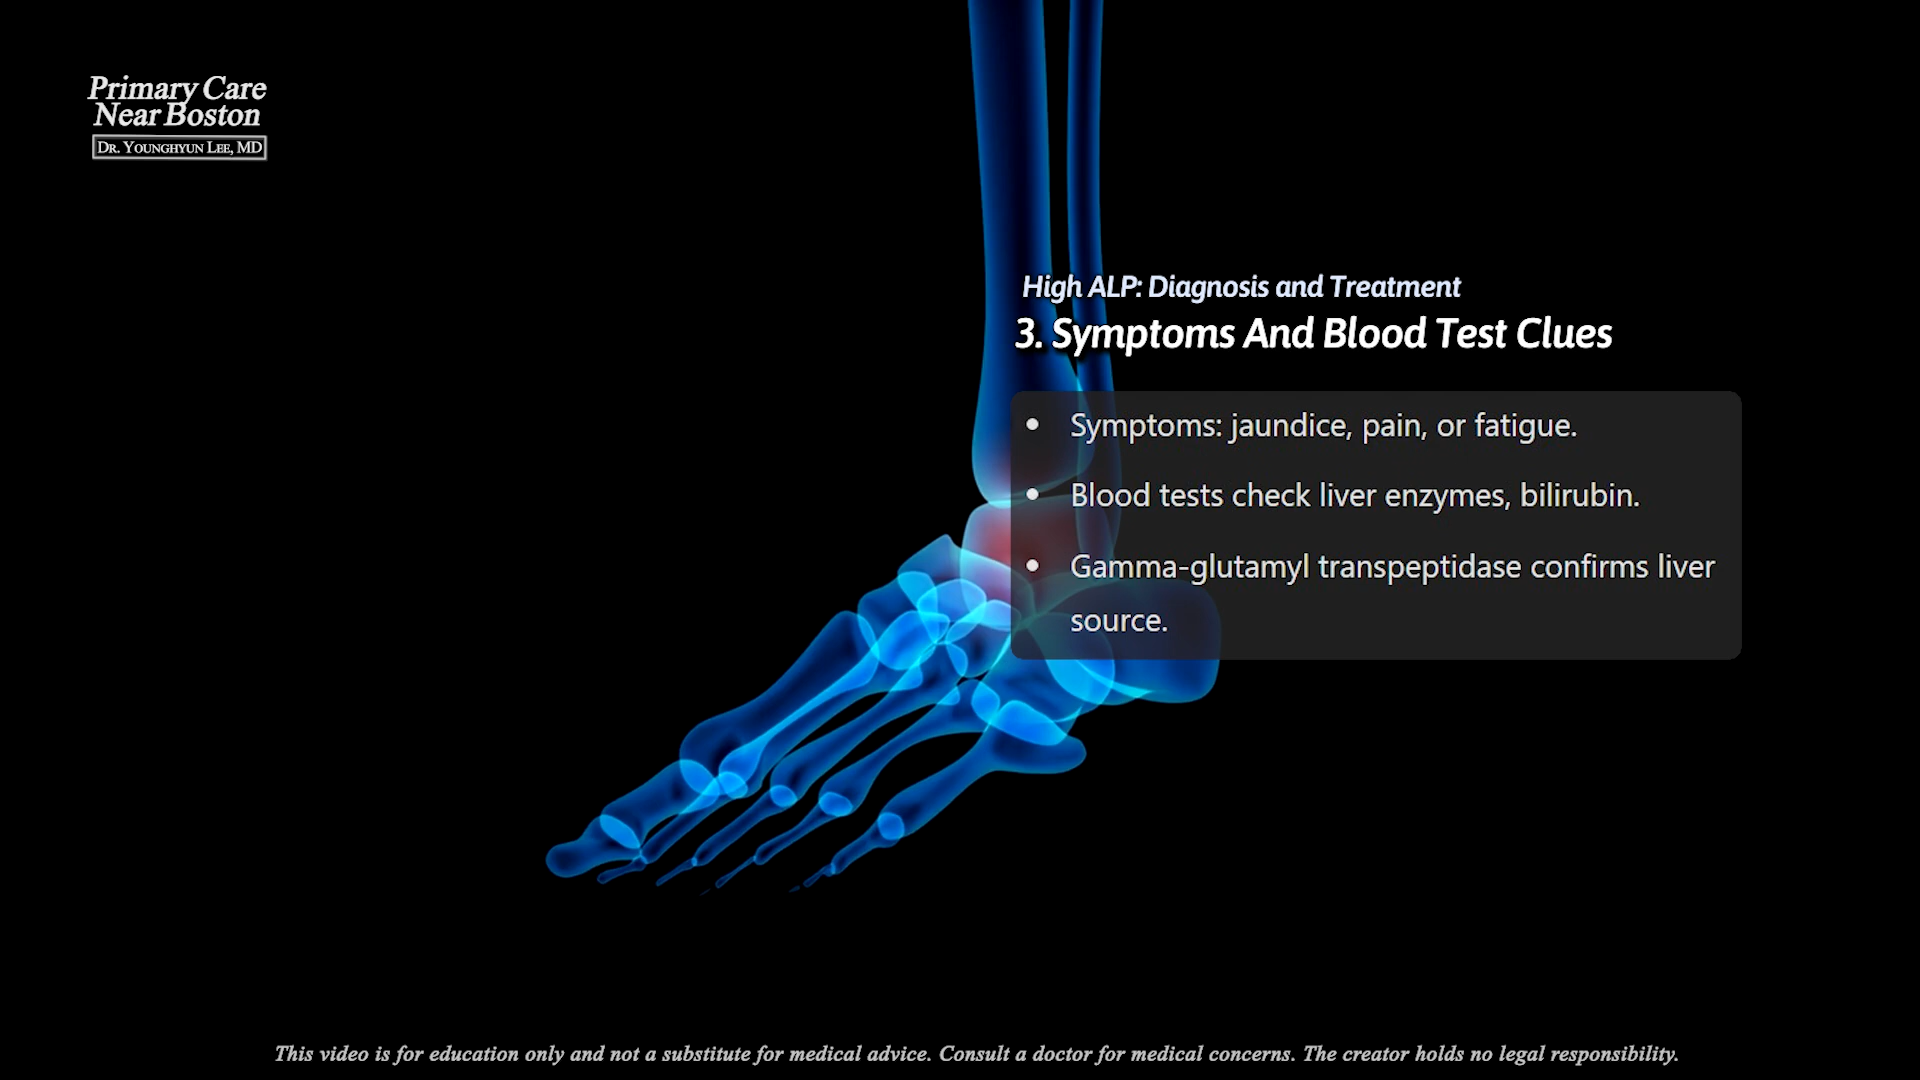 Primary Care
Near Boston
DR. YOUNGHYUN LEE, MD
High ALP: Diagnosis and Treatment
3. Symptoms And Blood Test Clues
• Symptoms: jaundice, pain, or fatigue.
• Blood tests check liver enzymes, bilirubin.
• Gamma-glutamyl transpeptidase confirms liver
source.
This video is for education only and not a substitute for medical advice. Consult a doctor for medical concerns. The creator holds no legal responsibility.